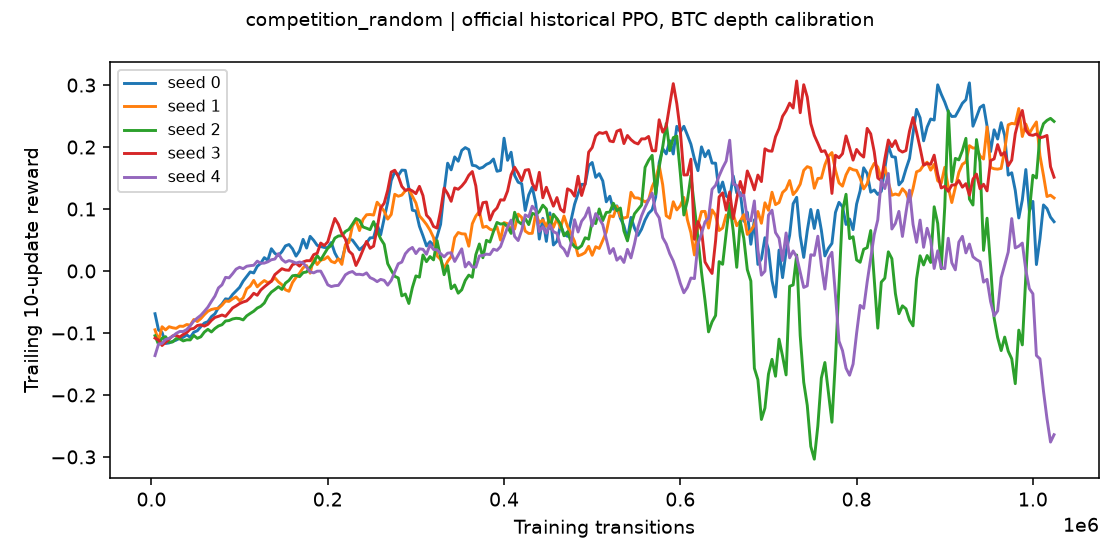 competition_random | official historical PPO, BTC depth calibration
seed 0
seed 1
seed 2
seed 3
seed 4
Trailing 10-update reward
0.3
0.2
0.1
0.0
−0.1
−0.2
−0.3
0.0 0.2 0.4 0.6 0.8 1.0
1e6
Training transitions